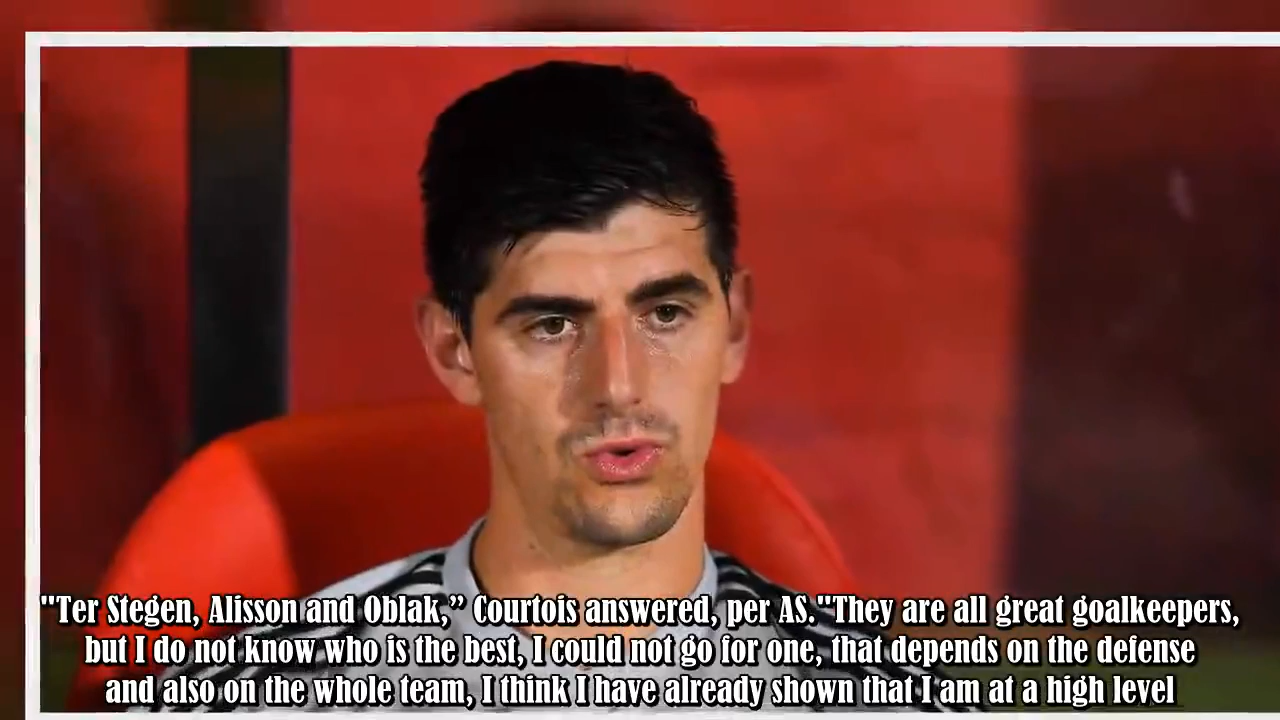 "Ter Stegen, Alisson and Oblak,” Courtois answered, per AS."They are all great goalkeepers,
but I do not know who is the best, I could not go for one, that depends on the defense
and also on the whole team, I think I have already shown that I am at a high level